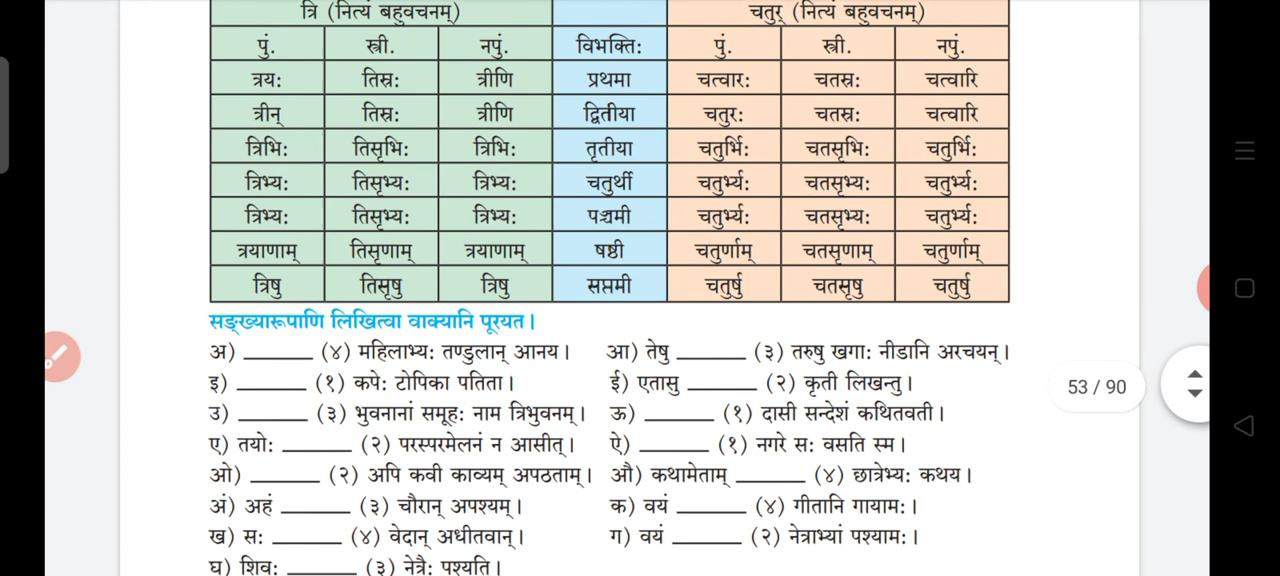 त्रि (नित्यं बहुवचनम्) चतुर् (नित्यं बहुवचनम्)
पुं. स्त्री. नपुं. विभक्ति: पुं. स्त्री. नपुं.
त्रय: तिस्र: त्रीणि प्रथमा चत्वार: चतस्र: चत्वारि
त्रीन् तिस्र: त्रीणि द्वितीया चतुर: चतस्र: चत्वारि
त्रिभि: तिसृभि: त्रिभि: तृतीया चतुर्भि: चतसृभि: चतुर्भि:
त्रिभ्य: तिसृभ्य: त्रिभ्य: चतुर्थी चतुर्भ्य: चतसृभ्य: चतुर्भ्य:
त्रिभ्य: तिसृभ्य: त्रिभ्य: पञ्चमी चतुर्भ्य: चतसृभ्य: चतुर्भ्य:
त्रयाणाम् तिसृणाम् त्रयाणाम् षष्ठी चतुर्णाम् चतसृणाम् चतुर्णाम्
त्रिषु तिसृषु त्रिषु सप्तमी चतुर्षु चतसृषु चतुर्षु
सङ्ख्यारूपाणि लिखित्वा वाक्यानि पूरयत।
अ) ______ (४) महिलाभ्य: तण्डुलान् आनय। आ) तेषु ______ (३) तरुषु खगा: नीडानि अरचयन्।
इ) ______ (१) कपे: टोपिका पतिता। ई) एतासु ______ (२) कृती लिखन्तु।
उ) ______ (३) भुवनानां समूह: नाम त्रिभुवनम्। ऊ) ______ (१) दासी सन्देशं कथितवती।
ए) तयो: ______ (२) परस्परमेलनं न आसीत्। ऐ) ______ (१) नगरे स: वसति स्म।
ओ) ______ (२) अपि कवी काव्यम् अपठताम्। औ) कथामेताम् ______ (४) छात्रेभ्य: कथय।
अं) अहं ______ (३) चौरान् अपश्यम्। क) वयं ______ (४) गीतानि गायाम:।
ख) स: ______ (४) वेदान् अधीतवान्। ग) वयं ______ (२) नेत्राभ्यां पश्याम:।
घ) शिव: ______ (३) नेत्रै: पश्यति।
53 / 90